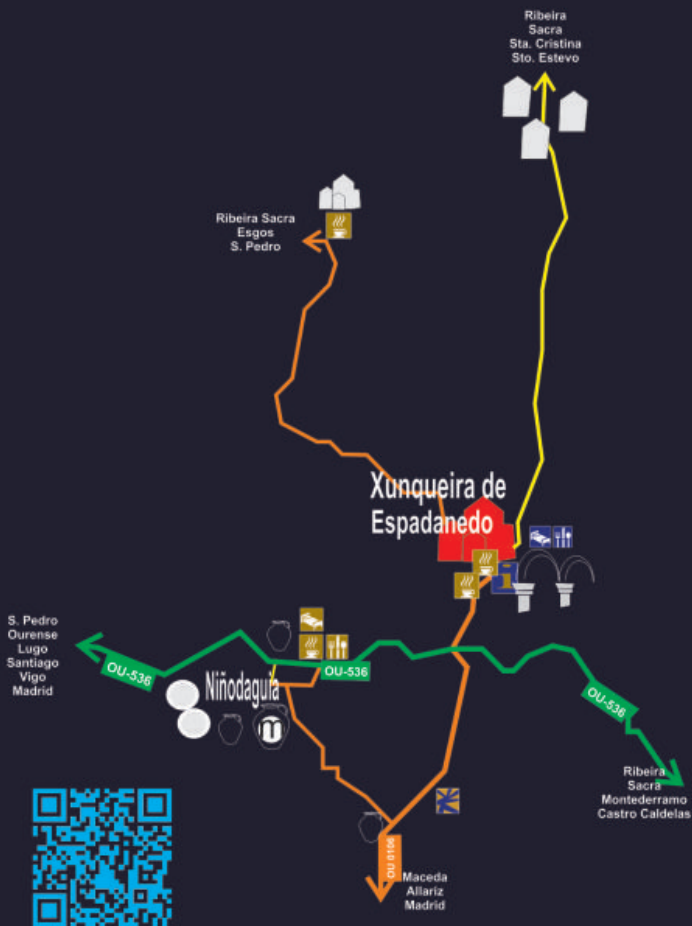 Ribeira
Sacra
Sta. Cristina
Sto. Estevo
Ribeira Sacra
Esgos
S. Pedro
Xunqueira de
Espadanedo
S. Pedro
Ourense
Lugo
Santiago
Vigo
Madrid
OU-536
Niñodaguia
OU-536
OU-536
m
Ribeira
Sacra
Montederramo
Castro Caldelas
OU 0106
Maceda
Allariz
Madrid